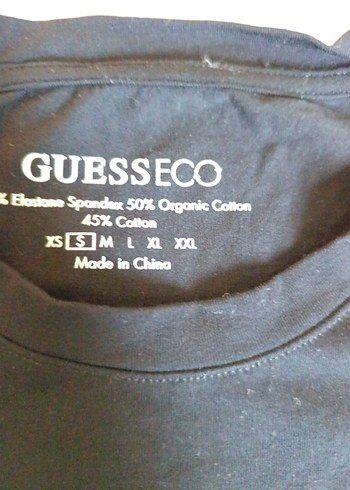 GUESSECO
% Elastane Spandex 50% Organic Cotton
45% Cotton
XS S M L XL XXL
Made in China